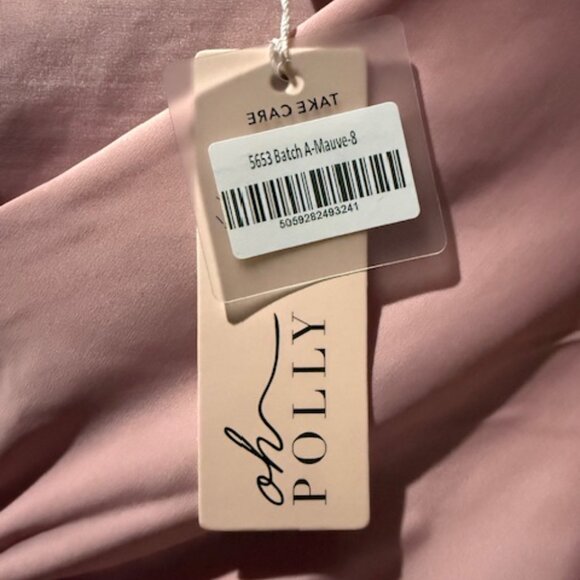 TAKE CARE
5653 Batch A-Mauve-8
5059282493241
oh
POLLY